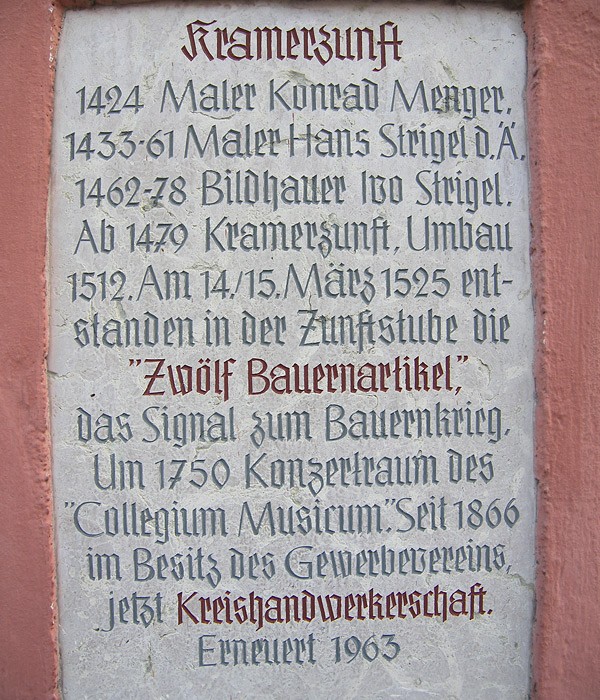 Kramerzunft
1424 Maler Konrad Menger.
1433-61 Maler Hans Strigel d.Ä.
1462-78 Bildhauer Ivo Strigel.
Ab 1479 Kramerzunft, Umbau
1512. Am 14./15. März 1525 ent-
standen in der Zunftstube die
"Zwölf Bauernartikel,"
das Signal zum Bauernkrieg.
Um 1750 Konzertraum des
"Collegium Musicum." Seit 1866
im Besitz des Gewerbevereins,
jetzt Kreishandwerkerschaft.
Erneuert 1963